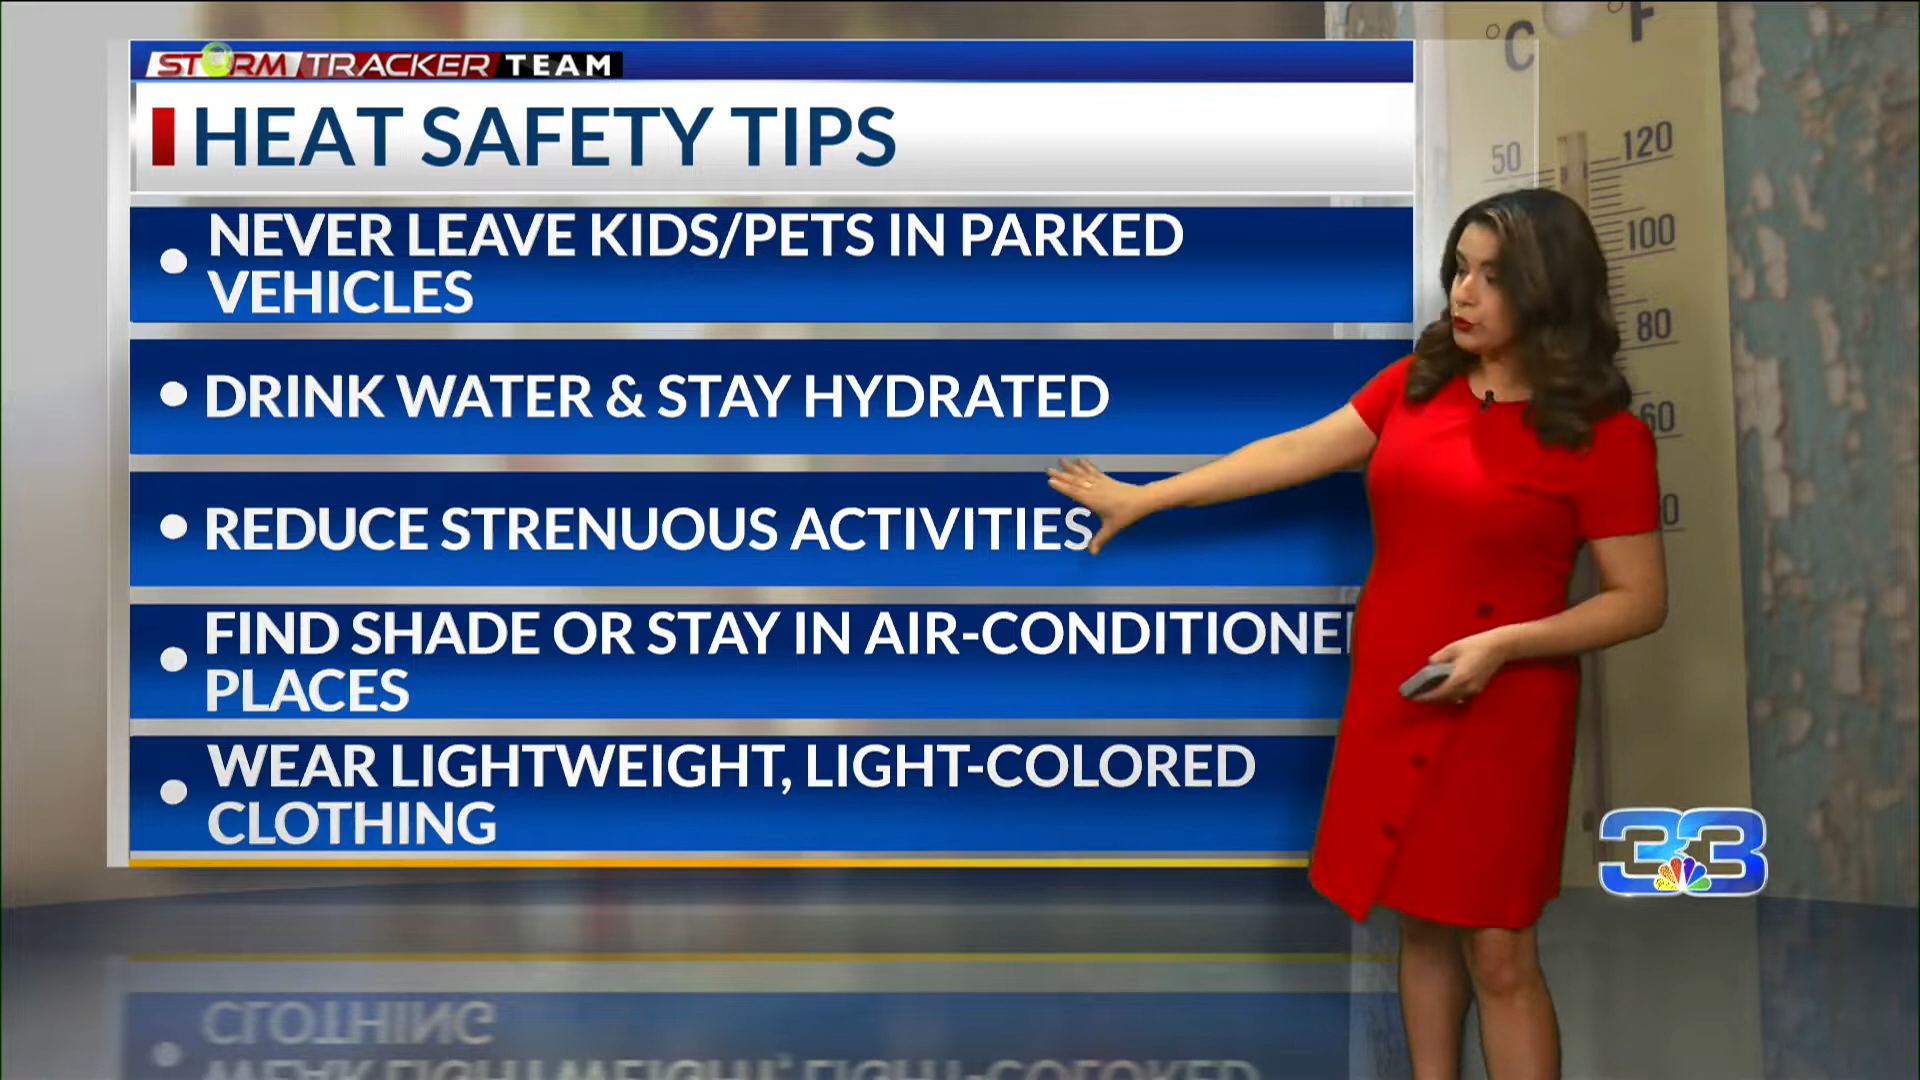 STORM TRACKER TEAM
HEAT SAFETY TIPS
NEVER LEAVE KIDS/PETS IN PARKED
VEHICLES
DRINK WATER & STAY HYDRATED
REDUCE STRENUOUS ACTIVITIES
FIND SHADE OR STAY IN AIR-CONDITIONE
PLACES
WEAR LIGHTWEIGHT, LIGHT-COLORED
CLOTHING
°C °F
50 120
100
80
60
33